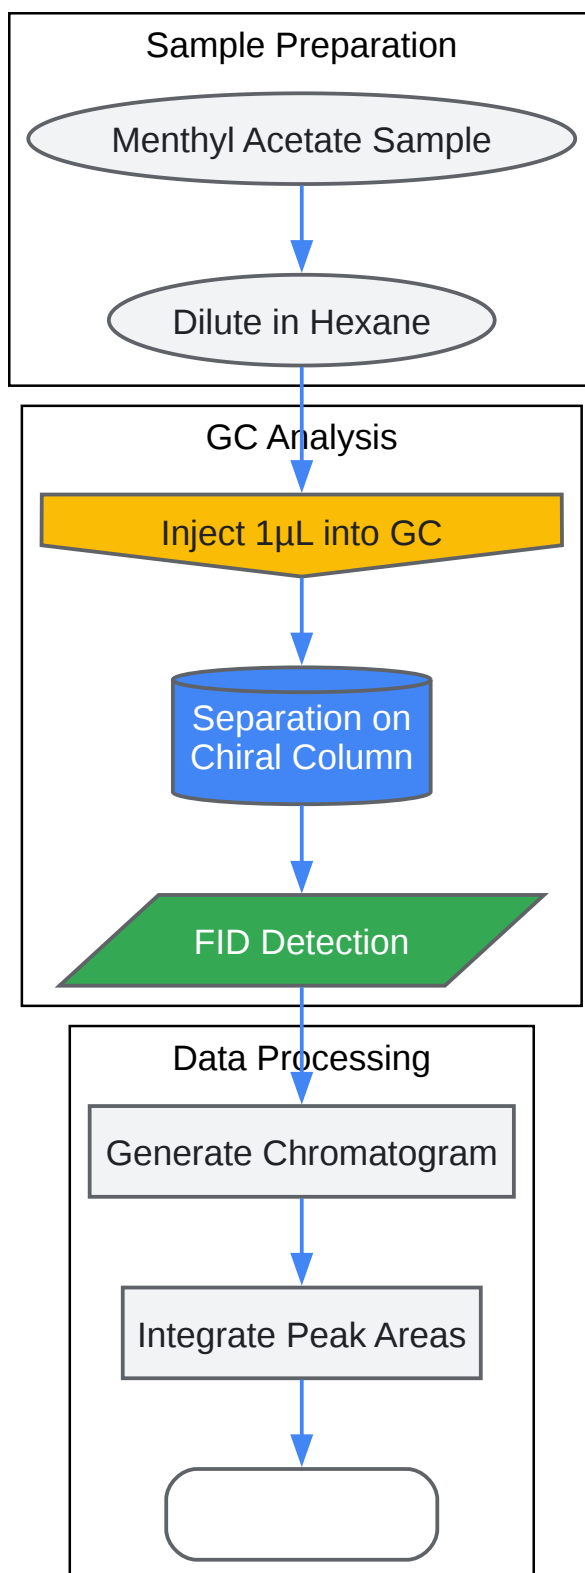 Sample Preparation
Menthyl Acetate Sample
Dilute in Hexane
GC Analysis
Inject 1µL into GC
Separation on
Chiral Column
FID Detection
Data Processing
Generate Chromatogram
Integrate Peak Areas